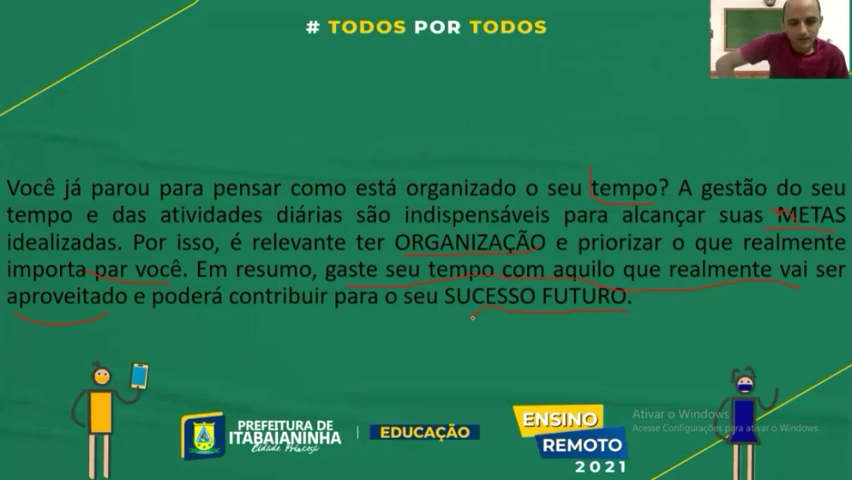 # TODOS POR TODOS
Você já parou para pensar como está organizado o seu tempo? A gestão do seu
tempo e das atividades diárias são indispensáveis para alcançar suas METAS
idealizadas. Por isso, é relevante ter ORGANIZAÇÃO e priorizar o que realmente
importa par você. Em resumo, gaste seu tempo com aquilo que realmente vai ser
aproveitado e poderá contribuir para o seu SUCESSO FUTURO.
PREFEITURA DE
ITABAIANINHA
Cidade Princesa
EDUCAÇÃO
ENSINO
REMOTO
2021
Ativar o Windows
Acesse Configurações para ativar o Windows.